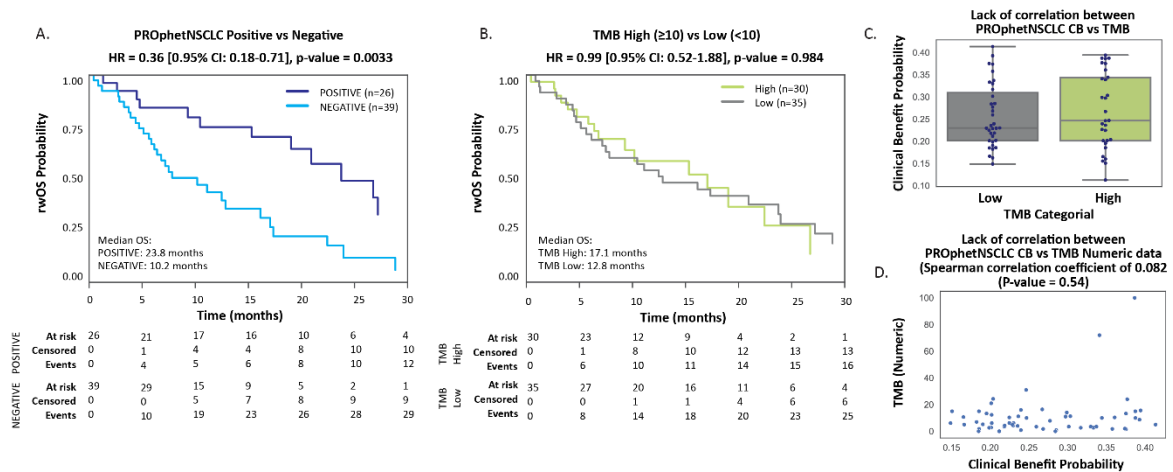 A.
PROphetNSCLC Positive vs Negative
HR = 0.36 [95% CI: 0.18-0.71], p-value = 0.0033
1.00
0.75
0.50
0.25
0.00
rwOS Probability
POSITIVE (n=26)
NEGATIVE (n=39)
Median OS:
POSITIVE: 23.8 months
NEGATIVE: 10.2 months
0 5 10 15 20 25 30
Time (months)
POSITIVE
At risk 26 21 17 16 10 6 4
Censored 0 1 4 4 8 10 10
Events 0 4 5 6 8 10 12
NEGATIVE
At risk 39 29 15 9 5 2 1
Censored 0 0 5 7 8 9 9
Events 0 10 19 23 26 28 29
B.
TMB High (≥10) vs Low (<10)
HR = 0.99 [95% CI: 0.52-1.88], p-value = 0.984
1.00
0.75
0.50
0.25
0.00
rwOS Probability
High (n=30)
Low (n=35)
Median OS:
TMB High: 17.1 months
TMB Low: 12.8 months
0 5 10 15 20 25 30
Time (months)
TMB
High
At risk 30 23 12 9 4 2 1
Censored 0 1 8 10 12 13 13
Events 0 6 10 11 14 15 16
TMB
Low
At risk 35 27 20 16 11 6 4
Censored 0 0 1 1 4 6 6
Events 0 8 14 18 20 23 25
C.
Lack of correlation between
PROphetNSCLC CB vs TMB
Clinical Benefit Probability
0.40
0.35
0.30
0.25
0.20
0.15
0.10
Low High
TMB Categorial
D.
Lack of correlation between
PROphetNSCLC CB vs TMB Numeric data
(Spearman correlation coefficient of 0.082
(P-value = 0.54)
TMB (Numeric)
100
80
60
40
20
0
0.15 0.20 0.25 0.30 0.35 0.40
Clinical Benefit Probability